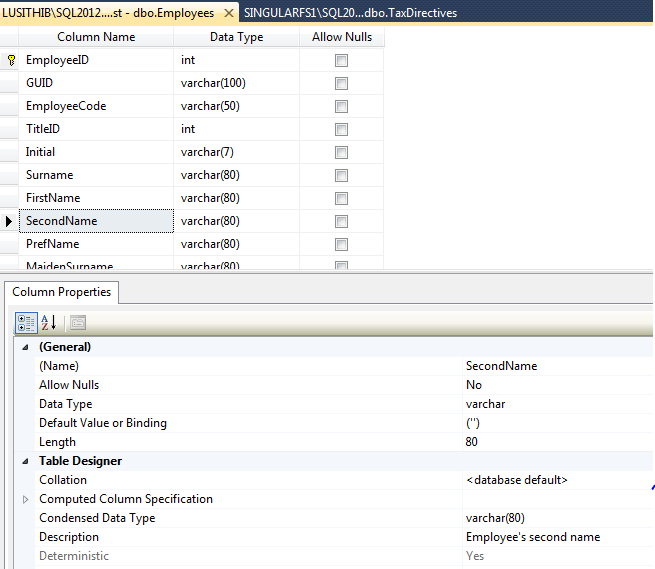 LUSITHIB\SQL2012....st - dbo.Employees × SINGULARFS1\SQL20...dbo.TaxDirectives
Column Name Data Type Allow Nulls
EmployeeID int
GUID varchar(100)
EmployeeCode varchar(50)
TitleID int
Initial varchar(7)
Surname varchar(80)
FirstName varchar(80)
SecondName varchar(80)
PrefName varchar(80)
MaidenSurname varchar(80)
Column Properties
(General)
(Name) SecondName
Allow Nulls No
Data Type varchar
Default Value or Binding ('')
Length 80
Table Designer
Collation <database default>
Computed Column Specification
Condensed Data Type varchar(80)
Description Employee's second name
Deterministic Yes